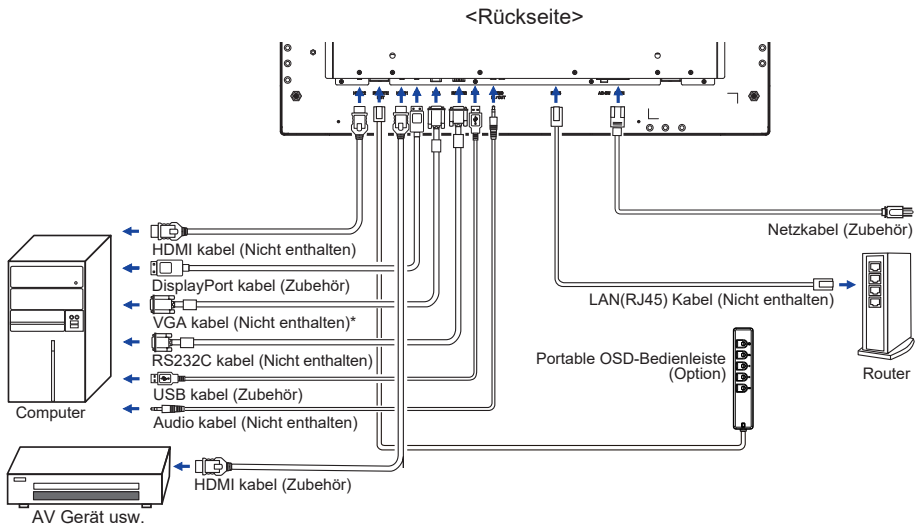 <Rückseite>
HDMI kabel (Nicht enthalten)
DisplayPort kabel (Zubehör)
VGA kabel (Nicht enthalten)*
RS232C kabel (Nicht enthalten)
USB kabel (Zubehör)
Audio kabel (Nicht enthalten)
Computer
HDMI kabel (Zubehör)
AV Gerät usw.
Netzkabel (Zubehör)
LAN(RJ45) Kabel (Nicht enthalten)
Portable OSD-Bedienleiste
(Option)
Router